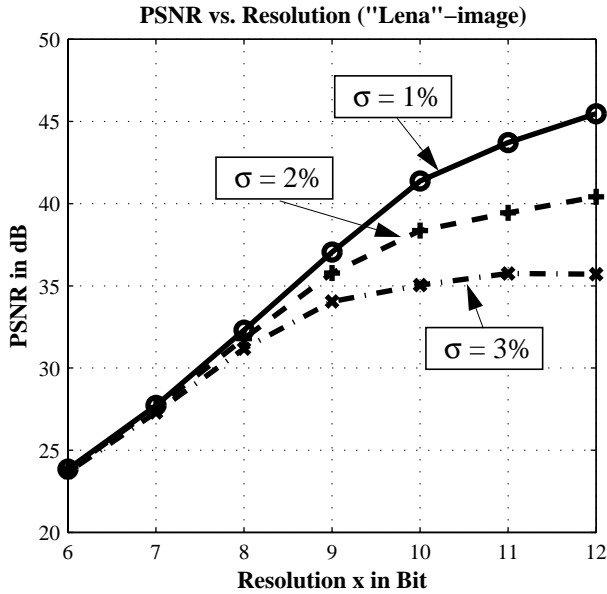 PSNR vs. Resolution ("Lena"−image)
50
45
40
35
30
25
20
PSNR in dB
σ = 1%
σ = 2%
σ = 3%
6 7 8 9 10 11 12
Resolution x in Bit